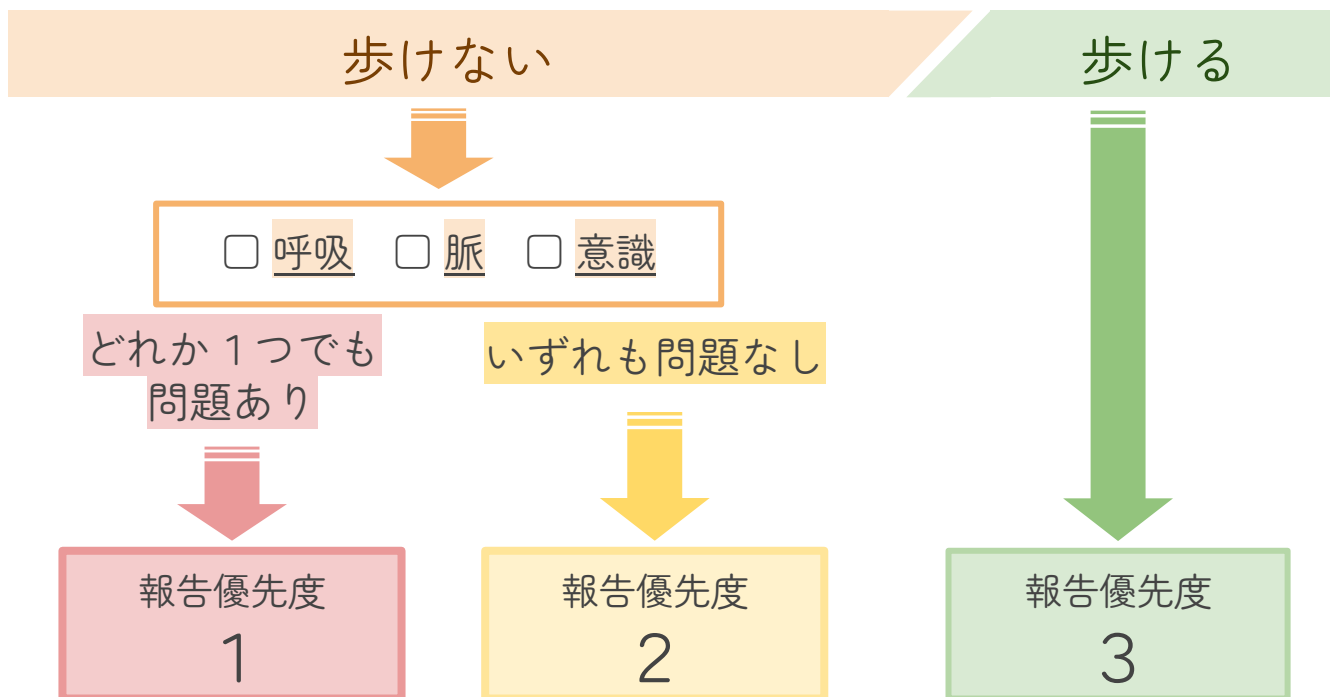 歩けない
歩ける
□ 呼吸 □ 脈 □ 意識
どれか１つでも
問題あり
いずれも問題なし
報告優先度
1
報告優先度
2
報告優先度
3